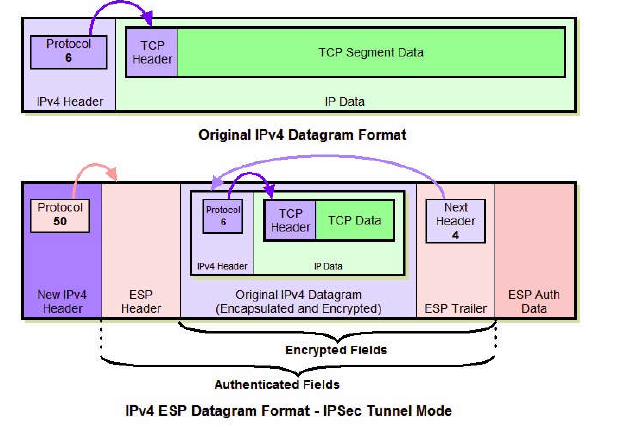 Protocol
6
TCP
Header
TCP Segment Data
IPv4 Header
IP Data
Original IPv4 Datagram Format
Protocol
50
Protocol
6
TCP
Header
TCP Data
Next
Header
4
IPv4 Header
IP Data
New IPv4
Header
ESP
Header
Original IPv4 Datagram
(Encapsulated and Encrypted)
ESP Trailer
ESP Auth
Data
Encrypted Fields
Authenticated Fields
IPv4 ESP Datagram Format - IPSec Tunnel Mode